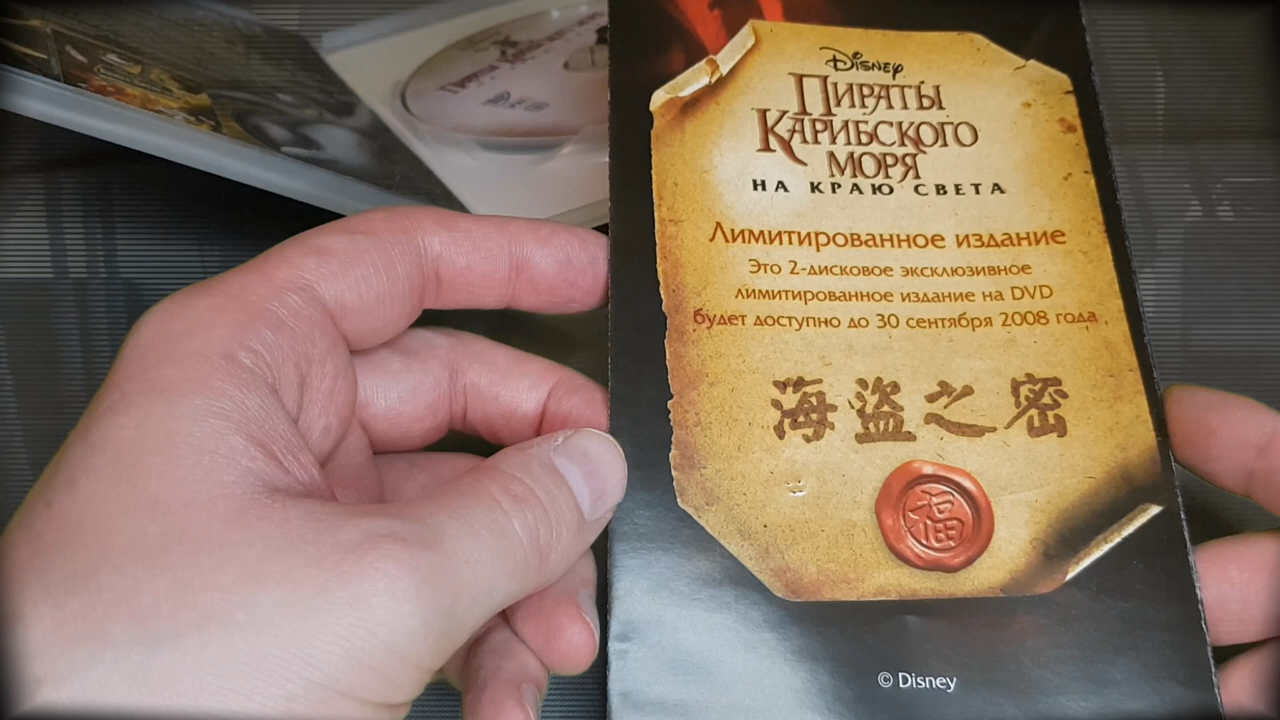 Disney
Пираты
Карибского
моря
на краю света
Лимитированное издание
Это 2-дисковое эксклюзивное
лимитированное издание на DVD
будет доступно до 30 сентября 2008 года
海盗之密
福
© Disney